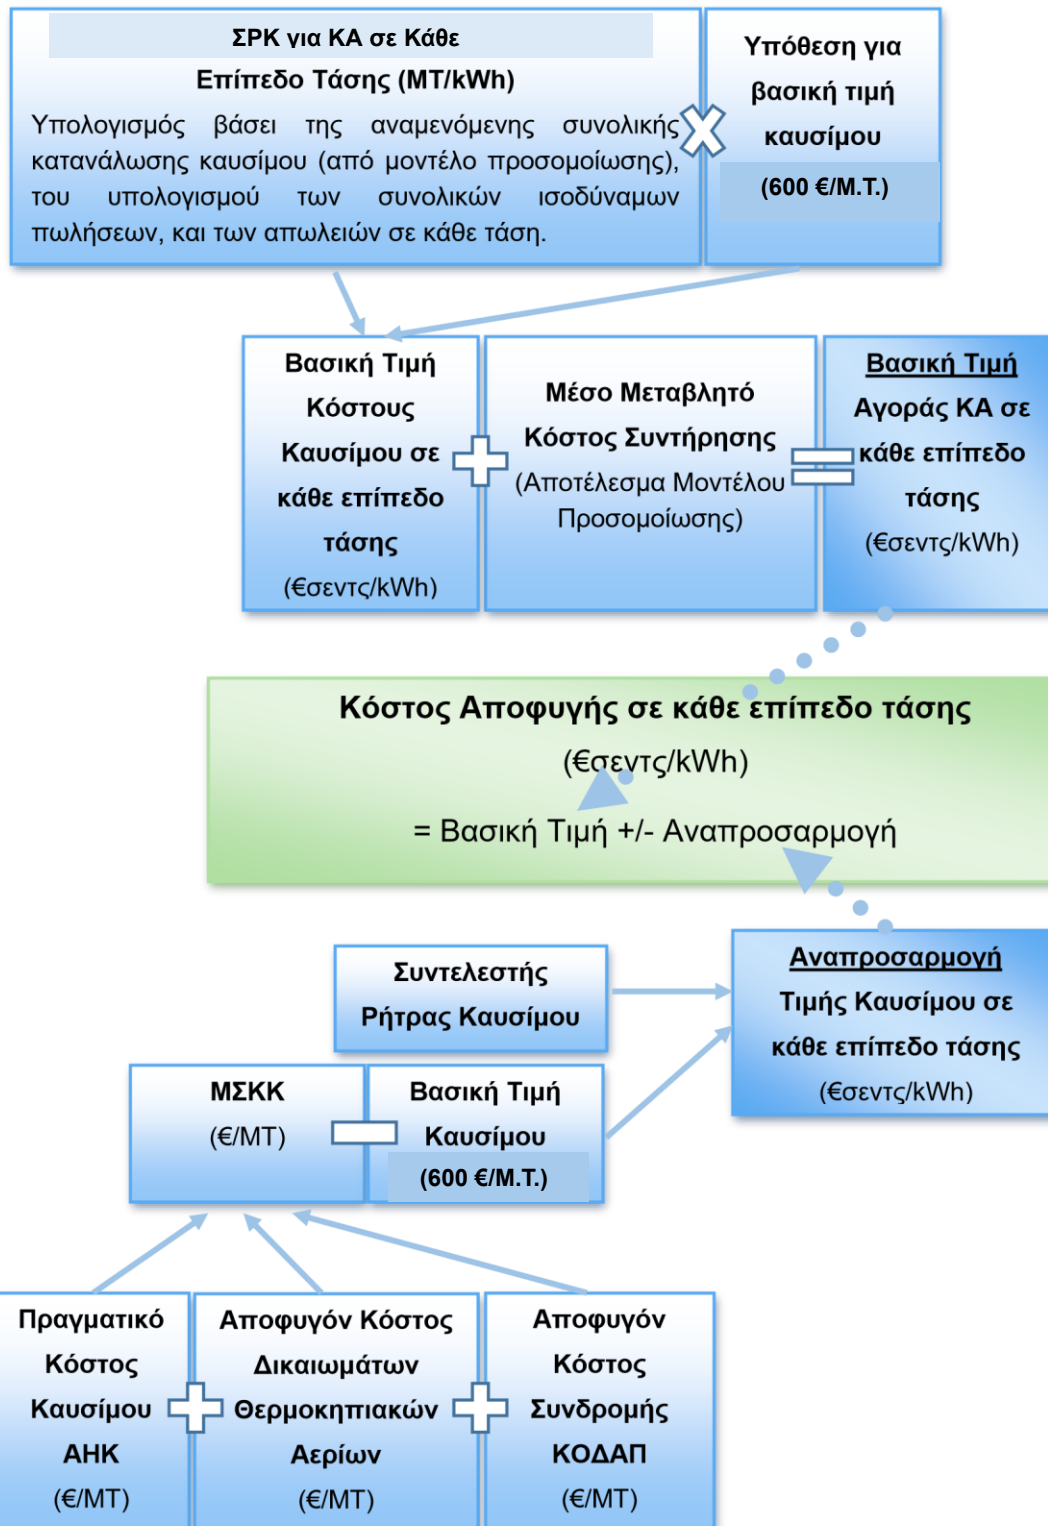 ΣΡΚ για ΚΑ σε Κάθε
Επίπεδο Τάσης (MT/kWh)
Υπολογισμός βάσει της αναμενόμενης συνολικής
κατανάλωσης καυσίμου (από μοντέλο προσομοίωσης),
του υπολογισμού των συνολικών ισοδύναμων
πωλήσεων, και των απωλειών σε κάθε τάση.
Υπόθεση για
βασική τιμή
καυσίμου
(600 €/Μ.Τ.)
Βασική Τιμή
Κόστους
Καυσίμου σε
κάθε επίπεδο
τάσης
(€σεντς/kWh)
Μέσο Μεταβλητό
Κόστος Συντήρησης
(Αποτέλεσμα Μοντέλου
Προσομοίωσης)
Βασική Τιμή
Αγοράς ΚΑ σε
κάθε επίπεδο
τάσης
(€σεντς/kWh)
Κόστος Αποφυγής σε κάθε επίπεδο τάσης
(€σεντς/kWh)
= Βασική Τιμή +/- Αναπροσαρμογή
Συντελεστής
Ρήτρας Καυσίμου
Αναπροσαρμογή
Τιμής Καυσίμου σε
κάθε επίπεδο τάσης
(€σεντς/kWh)
ΜΣΚΚ
(€/MT)
Βασική Τιμή
Καυσίμου
(600 €/Μ.Τ.)
Πραγματικό
Κόστος
Καυσίμου
ΑΗΚ
(€/MT)
Αποφυγόν Κόστος
Δικαιωμάτων
Θερμοκηπιακών
Αερίων
(€/MT)
Αποφυγόν
Κόστος
Συνδρομής
ΚΟΔΑΠ
(€/MT)